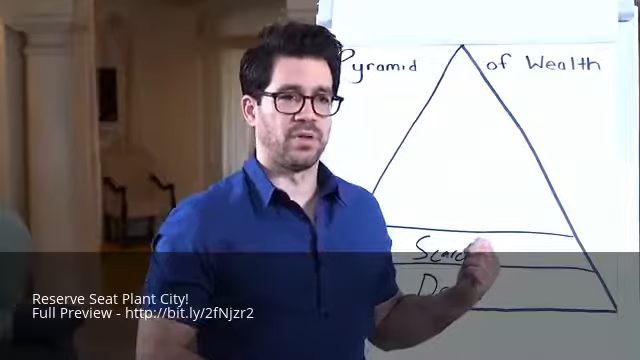 Pyramid of Wealth
Reserve Seat Plant City!
Full Preview - http://bit.ly/2fNjzr2